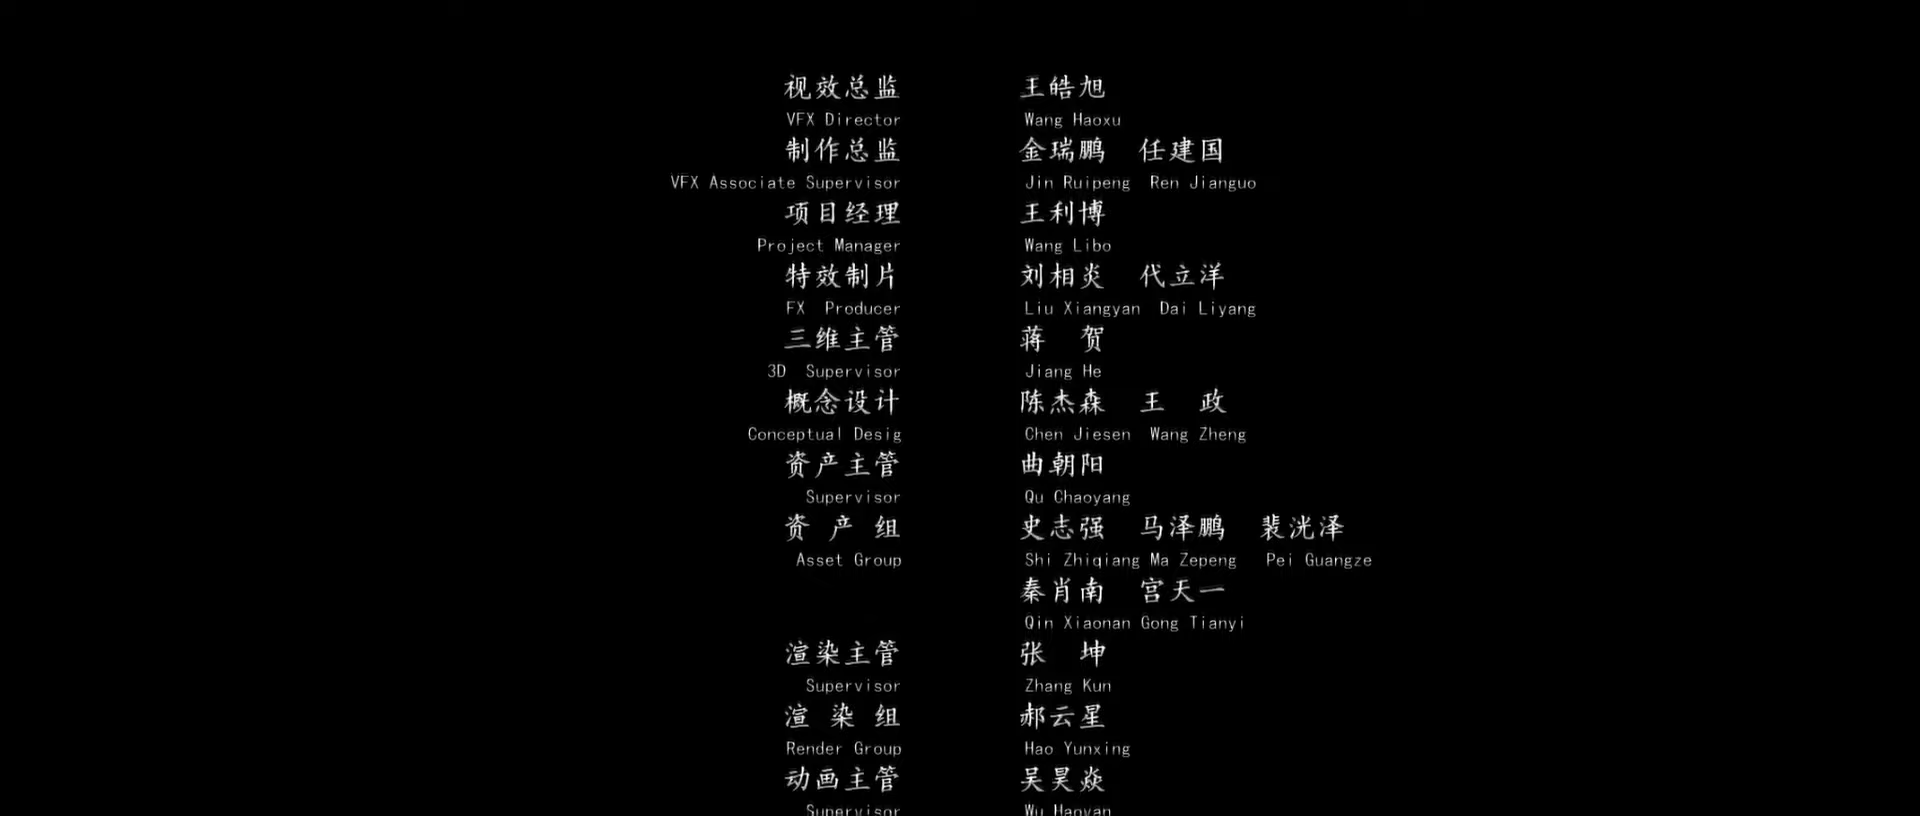 视效总监 王皓旭
VFX Director Wang Haoxu
制作总监 金瑞鹏 任建国
VFX Associate Supervisor Jin Ruipeng Ren Jianguo
项目经理 王利博
Project Manager Wang Libo
特效制片 刘相炎 代立洋
FX Producer Liu Xiangyan Dai Liyang
三维主管 蒋 贺
3D Supervisor Jiang He
概念设计 陈杰森 王 政
Conceptual Desig Chen Jiesen Wang Zheng
资产主管 曲朝阳
Supervisor Qu Chaoyang
资 产 组 史志强 马泽鹏 裴洸泽
Asset Group Shi Zhiqiang Ma Zepeng Pei Guangze
秦肖南 宫天一
Qin Xiaonan Gong Tianyi
渲染主管 张 坤
Supervisor Zhang Kun
渲 染 组 郝云星
Render Group Hao Yunxing
动画主管 吴昊焱
Supervisor Wu Haoyan